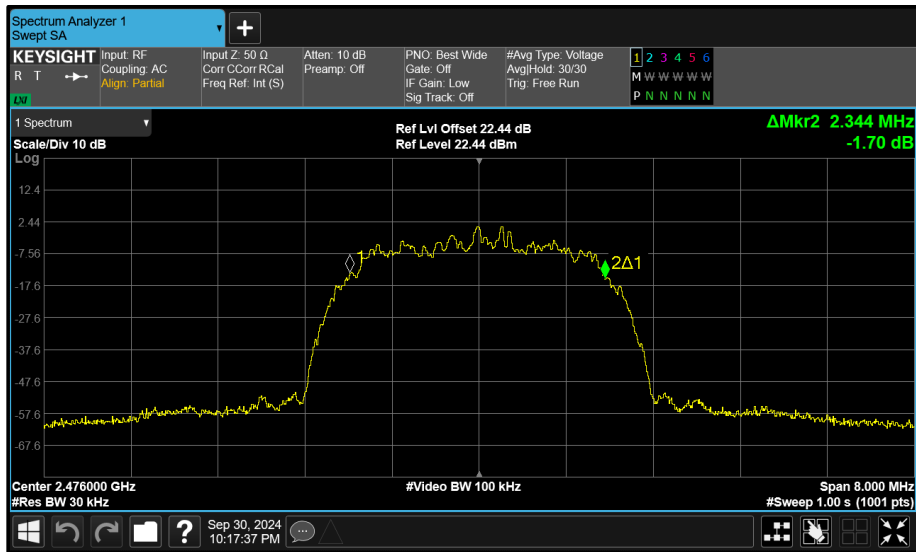 Spectrum Analyzer 1
Swept SA
+
KEYSIGHT
R T
LXI
Input: RF
Coupling: AC
Align: Partial
Input Z: 50 Ω
Corr CCorr RCal
Freq Ref: Int (S)
Atten: 10 dB
Preamp: Off
PNO: Best Wide
Gate: Off
IF Gain: Low
Sig Track: Off
#Avg Type: Voltage
Avg|Hold: 30/30
Trig: Free Run
1 2 3 4 5 6
M W W W W W
P N N N N N
1 Spectrum
Scale/Div 10 dB
Ref Lvl Offset 22.44 dB
Ref Level 22.44 dBm
ΔMkr2 2.344 MHz
-1.70 dB
Log
12.4
2.44
-7.56
-17.6
-27.6
-37.6
-47.6
-57.6
-67.6
1
2Δ1
Center 2.476000 GHz
#Video BW 100 kHz
Span 8.000 MHz
#Res BW 30 kHz
#Sweep 1.00 s (1001 pts)
?
Sep 30, 2024
10:17:37 PM